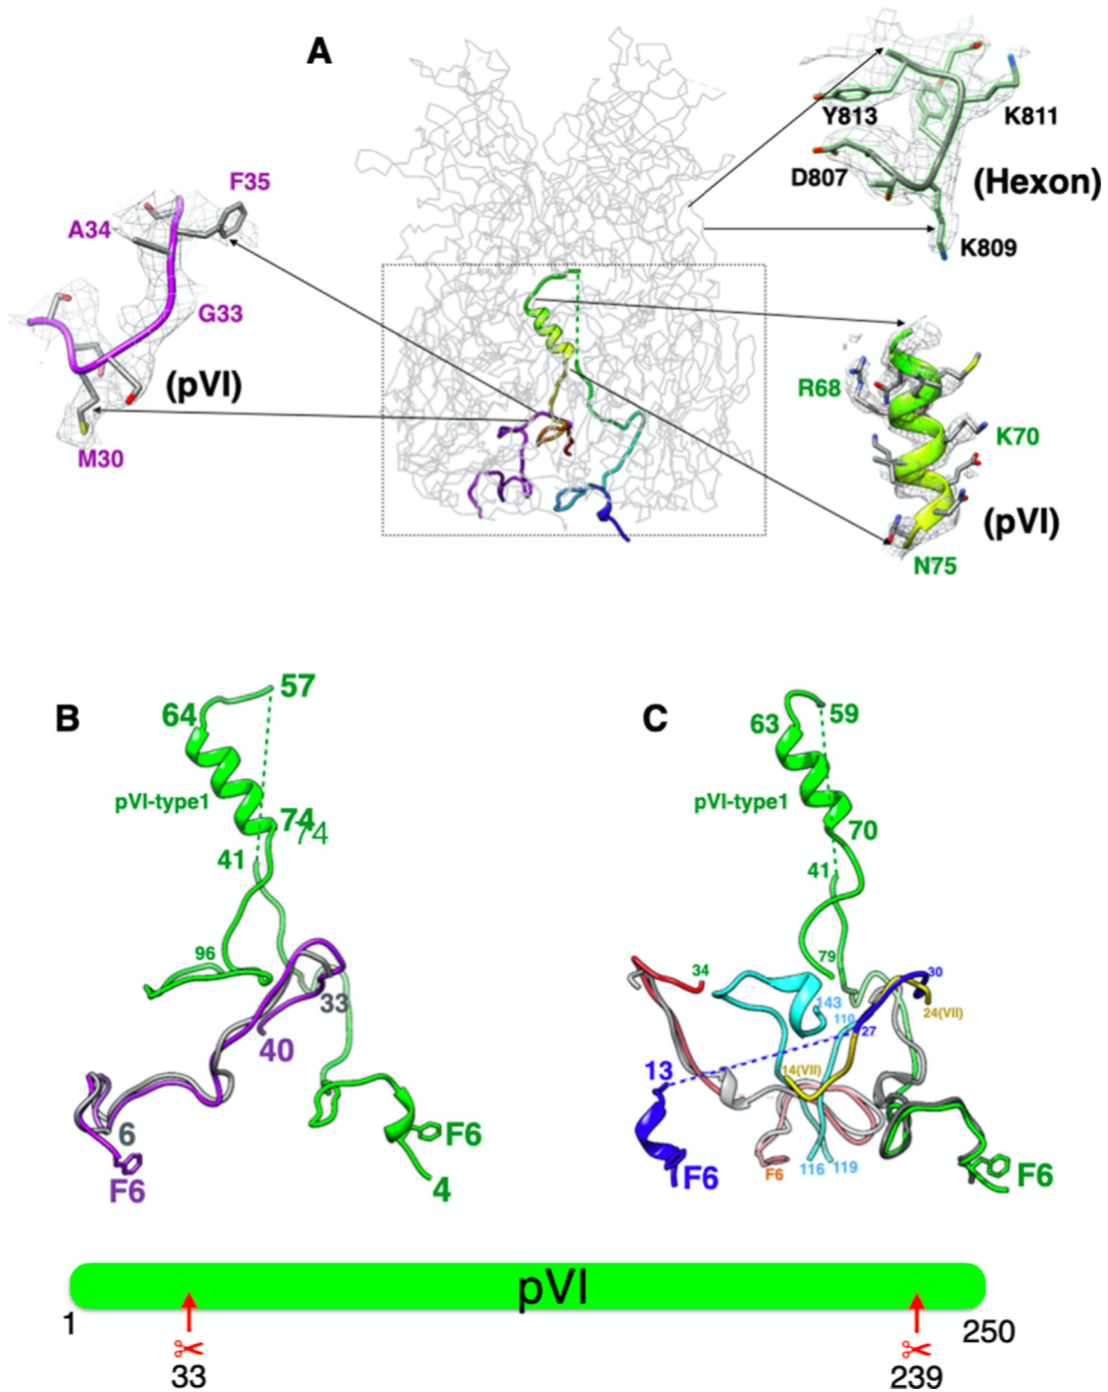 A
Y813
K811
D807
(Hexon)
K809
F35
A34
G33
(pVI)
M30
R68
K70
(pVI)
N75
B
57
64
pVI-type1
74
74
41
96
33
40
6
F6
F6
4
C
59
63
pVI-type1
70
41
79
34
30
143
110
24(VII)
27
14(VII)
13
F6
F6
116
119
F6
pVI
1
250
33
239